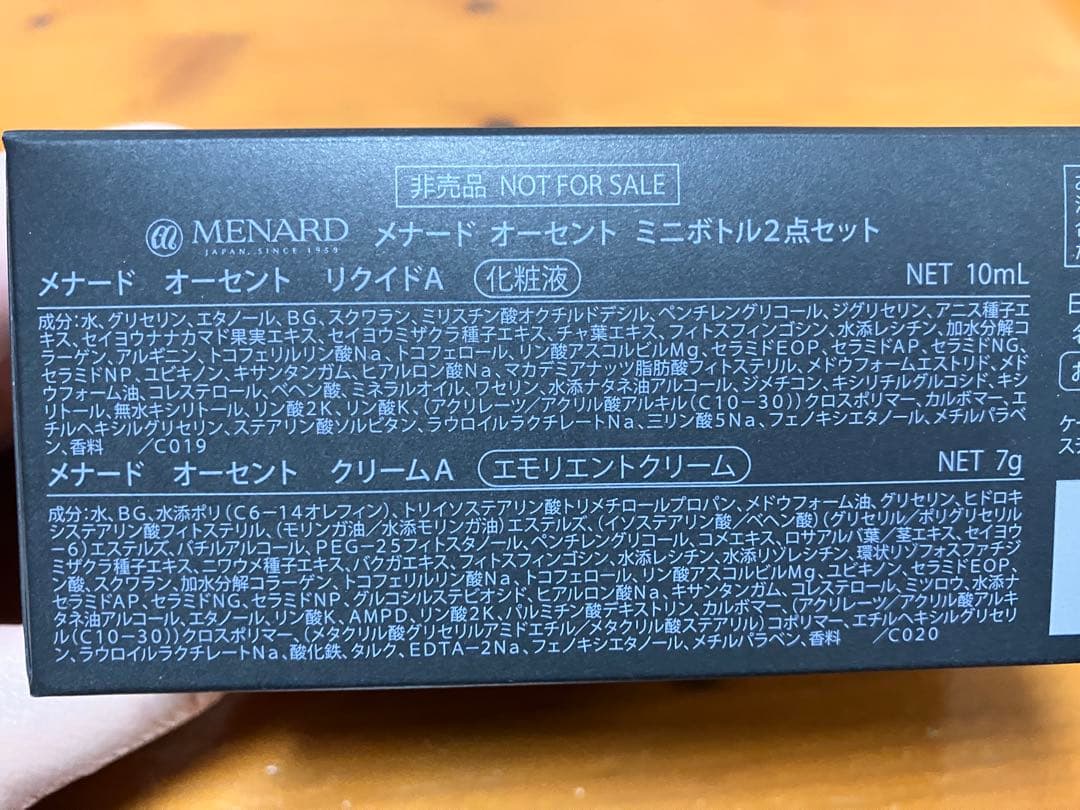 非売品 NOT FOR SALE
MENARD メナード オーセント ミニボトル2点セット
JAPAN, SINCE 1959
メナード オーセント リクイドA 化粧液 NET 10mL
成分:水、グリセリン、エタノール、BG、スクワラン、ミリスチン酸オクチルドデシル、ペンチレングリコール、ジグリセリン、アニス種子エ
キス、セイヨウナナカマド果実エキス、セイヨウミザクラ種子エキス、チャ葉エキス、フィトスフィンゴシン、水添レシチン、加水分解コ
ラーゲン、アルギニン、トコフェリルリン酸Na、トコフェロール、リン酸アスコルビルMg、セラミドEOP、セラミドAP、セラミドNG、
セラミドNP、ユビキノン、キサンタンガム、ヒアルロン酸Na、マカデミアナッツ脂肪酸フィトステリル、メドウフォームエストリド、メド
ウフォーム油、コレステロール、ベヘン酸、ミネラルオイル、ワセリン、水添ナタネ油アルコール、ジメチコン、キシリチルグルコシド、キシ
リトール、無水キシリトール、リン酸2K、リン酸K、(アクリレーツ/アクリル酸アルキル(C10-30))クロスポリマー、カルボマー、エ
チルヘキシルグリセリン、ステアリン酸ソルビタン、ラウロイルラクチレートNa、三リン酸5Na、フェノキシエタノール、メチルパラベ
ン、香料 /C019
メナード オーセント クリームA エモリエントクリーム NET 7g
成分:水、BG、水添ポリ(C6-14オレフィン)、トリイソステアリン酸トリメチロールプロパン、メドウフォーム油、グリセリン、ヒドロキ
システアリン酸フィトステリル、(モリンガ油/水添モリンガ油)エステルズ、(イソステアリン酸/ベヘン酸)(グリセリル/ポリグリセリル
-6)エステルズ、バチルアルコール、PEG-25フィトスタノール、ペンチレングリコール、コメエキス、ロサアルバ葉/茎エキス、セイヨウ
ミザクラ種子エキス、ニワウメ種子エキス、バクガエキス、フィトスフィンゴシン、水添レシチン、水添リゾレシチン、環状リゾフォスファチジ
ン酸、スクワラン、加水分解コラーゲン、トコフェリルリン酸Na、トコフェロール、リン酸アスコルビルMg、ユビキノン、セラミドEOP、
セラミドAP、セラミドNG、セラミドNP、グルコシルステビオシド、ヒアルロン酸Na、キサンタンガム、コレステロール、ミツロウ、水添ナ
タネ油アルコール、エタノール、リン酸K、AMPD、リン酸2K、パルミチン酸デキストリン、カルボマー、(アクリレーツ/アクリル酸アルキ
ル(C10-30))クロスポリマー、(メタクリル酸グリセリルアミドエチル/メタクリル酸ステアリル)コポリマー、エチルヘキシルグリセリ
ン、ラウロイルラクチレートNa、酸化鉄、タルク、EDTA-2Na、フェノキシエタノール、メチルパラベン、香料 /C020